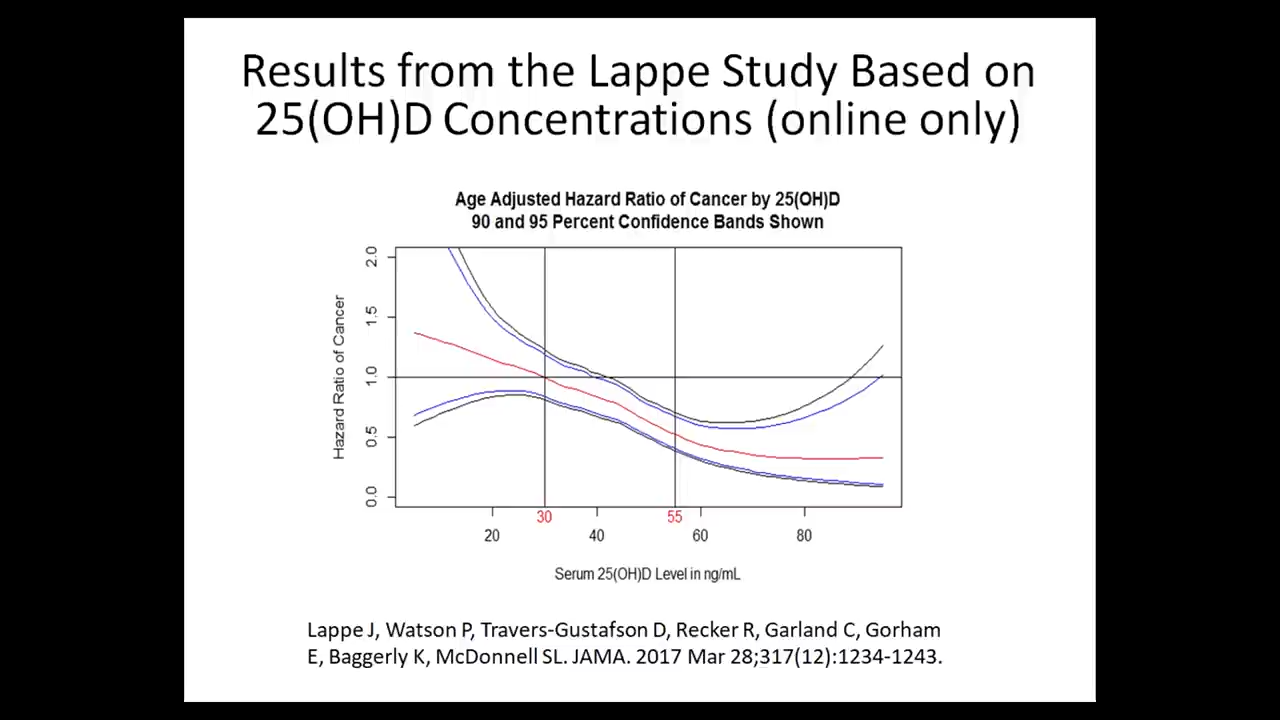 Results from the Lappe Study Based on
25(OH)D Concentrations (online only)
Age Adjusted Hazard Ratio of Cancer by 25(OH)D
90 and 95 Percent Confidence Bands Shown
Hazard Ratio of Cancer
2.0
1.5
1.0
0.5
0.0
30
55
20
40
60
80
Serum 25(OH)D Level in ng/mL
Lappe J, Watson P, Travers-Gustafson D, Recker R, Garland C, Gorham
E, Baggerly K, McDonnell SL. JAMA. 2017 Mar 28;317(12):1234-1243.